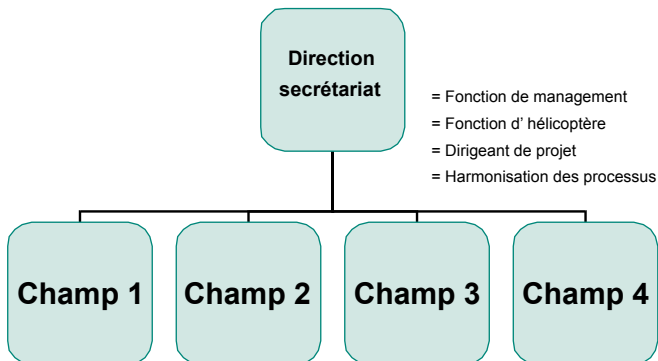 Direction
secrétariat
= Fonction de management
= Fonction d' hélicoptère
= Dirigeant de projet
= Harmonisation des processus
Champ 1
Champ 2
Champ 3
Champ 4